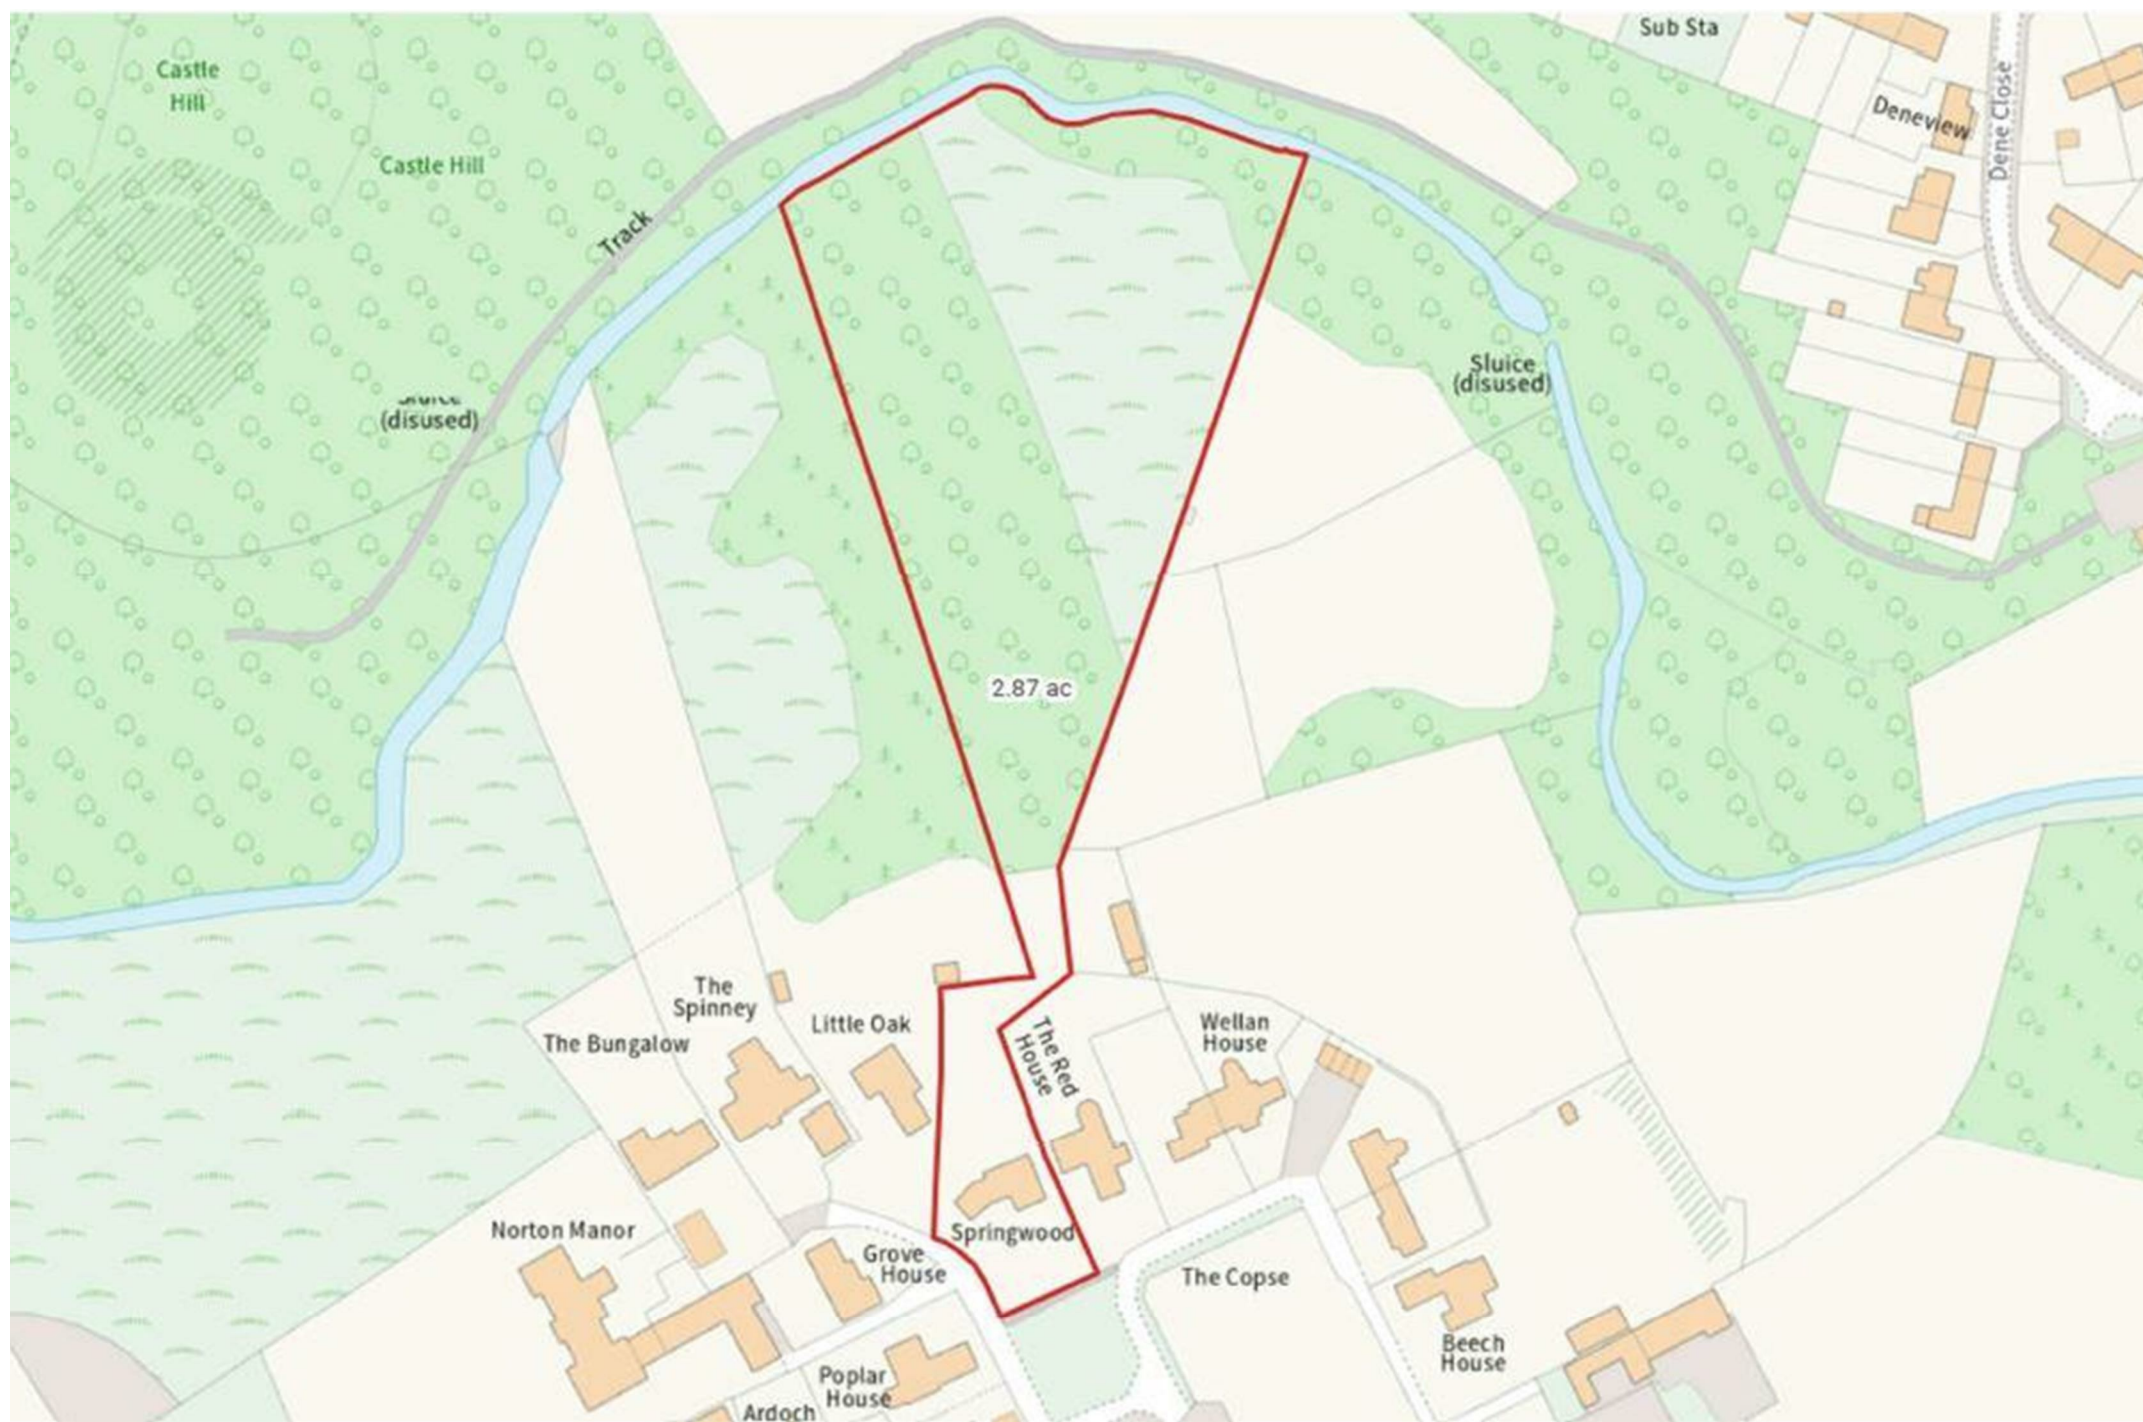 Sub Sta
Castle
Hill
Castle Hill
Deneview
Dene Close
Track
Sluice
(disused)
(disused)
2.87 ac
The
Spinney
Little Oak
The Bungalow
The Red
House
Wellan
House
Norton Manor
Springwood
Grove
House
The Copse
Beech
House
Poplar
House
Ardoch